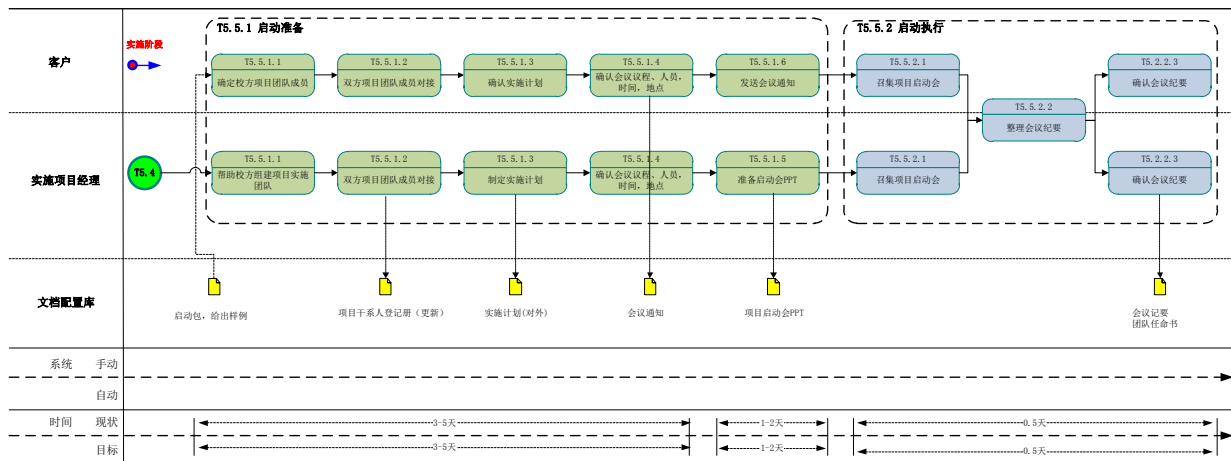 T5.5.1 启动准备
T5.5.2 启动执行
客户
实施阶段
T5.5.1.1
确定校方项目团队成员
T5.5.1.2
双方项目团队成员对接
T5.5.1.3
确认实施计划
T5.5.1.4
确认会议议程、人员，
时间，地点
T5.5.1.6
发送会议通知
T5.5.2.1
召集项目启动会
T5.5.2.2
整理会议纪要
T5.2.2.3
确认会议纪要
实施项目经理
T5.4
T5.5.1.1
帮助校方组建项目实施
团队
T5.5.1.2
双方项目团队成员对接
T5.5.1.3
制定实施计划
T5.5.1.4
确认会议议程、人员，
时间，地点
T5.5.1.5
准备启动会PPT
T5.5.2.1
召集项目启动会
T5.2.2.3
确认会议纪要
文档配置库
启动包，给出样例
项目干系人登记册（更新）
实施计划(对外)
会议通知
项目启动会PPT
会议记要
团队任命书
系统 手动
自动
时间 现状
3-5天
1-2天
0.5天
目标
3-5天
1-2天
0.5天